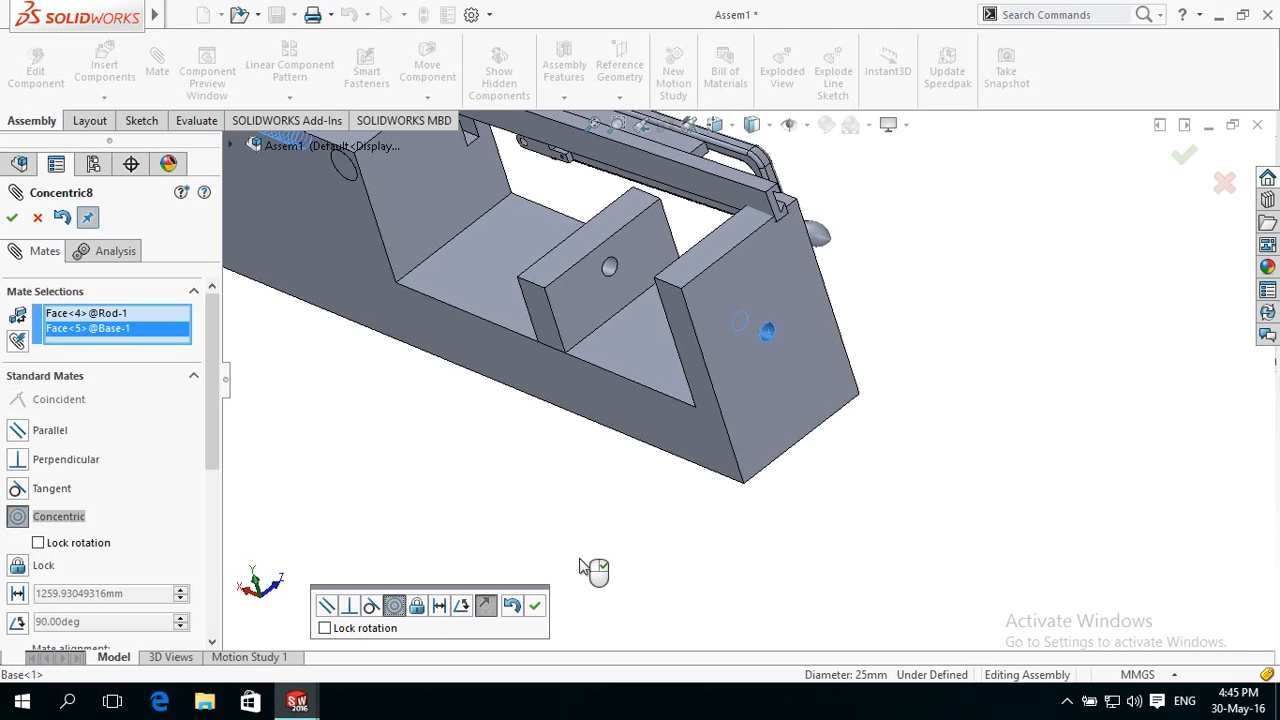 SOLIDWORKS
Assem1 *
Search Commands
?
Edit Component
Insert Components
Mate
Component Preview Window
Linear Component Pattern
Smart Fasteners
Move Component
Show Hidden Components
Assembly Features
Reference Geometry
New Motion Study
Bill of Materials
Exploded View
Explode Line Sketch
Instant3D
Update Speedpak
Take Snapshot
Assembly
Layout
Sketch
Evaluate
SOLIDWORKS Add-Ins
SOLIDWORKS MBD
Assem1 (Default<Display_...
Concentric8
Mates
Analysis
Mate Selections
Face<4>@Rod-1
Face<5>@Base-1
Standard Mates
Coincident
Parallel
Perpendicular
Tangent
Concentric
Lock rotation
Lock
1259.93049316mm
90.00deg
Mate alignment:
Y
X
Z
Lock rotation
Activate Windows
Go to Settings to activate Windows.
Model
3D Views
Motion Study 1
Base<1>
Diameter: 25mm
Under Defined
Editing Assembly
MMGS
SW
2016
ENG
4:45 PM
30-May-16